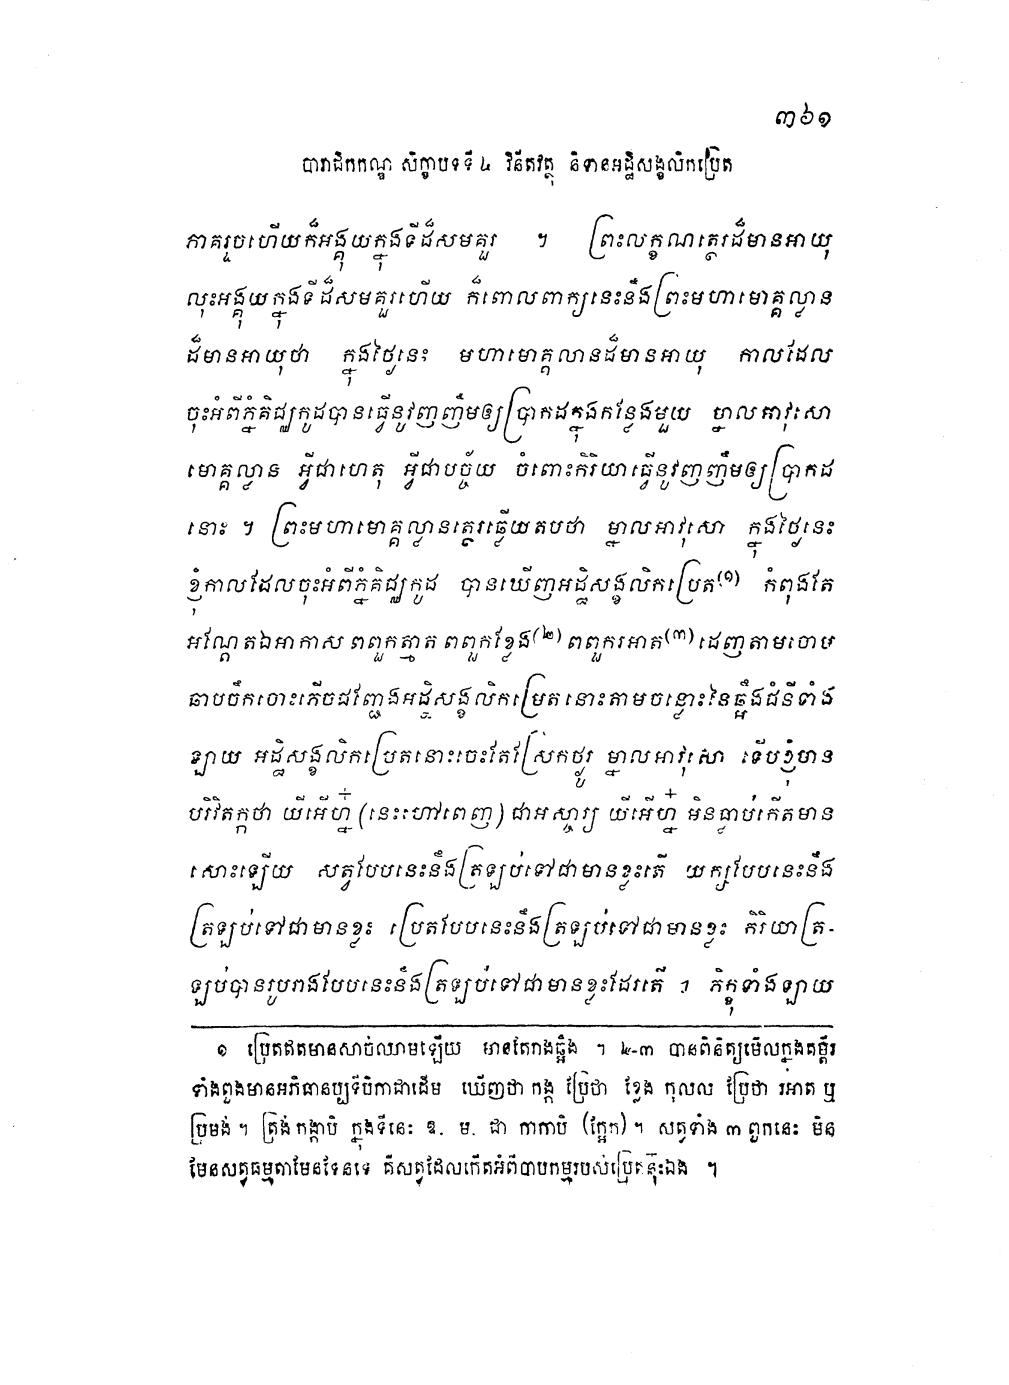 ៣៦១
បារាជិកកណ្ឌ សិក្ខាបទទី ៤ វិនីតវត្ថុ និទានអដ្ឋិសង្ខលិកប្រេត
ភាគរួចហើយក៏អង្គុយក្នុងទីដ៏សមគួរ ។ ព្រះលក្ខណត្ថេរដ៏មានអាយុ
លុះអង្គុយក្នុងទីដ៏សមគួរហើយ ក៏ពោលពាក្យនេះនឹងព្រះមហាមោគ្គល្លាន
ដ៏មានអាយុថា ក្នុងថ្ងៃនេះ មហាមោគ្គលានដ៏មានអាយុ កាលដែល
ចុះអំពីភ្នំគិជ្ឈកូដបានធ្វើនូវញញឹមឲ្យប្រាកដក្នុងកន្លែងមួយ ម្នាលអាវុសោ
មោគ្គល្លាន អ្វីជាហេតុ អ្វីជាបច្ច័យ ចំពោះកិរិយាធ្វើនូវញញឹមឲ្យប្រាកដ
នោះ ។ ព្រះមហាមោគ្គល្លានត្ថេរឆ្លើយតបថា ម្នាលអាវុសោ ក្នុងថ្ងៃនេះ
ខ្ញុំកាលដែលចុះអំពីភ្នំគិជ្ឈកូដ បានឃើញអដ្ឋិសង្ខលិកប្រេត(១) កំពុងតែ
អណ្តែតឯអាកាស ពពួកត្មាត ពពួកខ្លែង(២) ពពួករអាត(៣) ដេញតាមចោម
ធាបចឹកចោះកើចជញ្ជែងអដ្ឋិសង្ខលិកប្រេតនោះតាមចន្លោះនៃឆ្អឹងជំនីទាំង
ឡាយ អដ្ឋិសង្ខលិកប្រេតនោះចេះតែស្រែកថ្ងូរ ម្នាលអាវុសោ ទើបខ្ញុំមាន
បរិវិតក្កថា យីអើហ្ន៎ (នេះហៅពេញ) ជាអស្ចារ្យ យីអើហ្ន៎ មិនធ្លាប់កើតមាន
សោះឡើយ សត្វបែបនេះនឹងត្រឡប់ទៅជាមានខ្លះតើ យក្សបែបនេះនឹង
ត្រឡប់ទៅជាមានខ្លះ ប្រេតបែបនេះនឹងត្រឡប់ទៅជាមានខ្លះ កិរិយាត្រ-
ឡប់បានរូបរាងបែបនេះនឹងត្រឡប់ទៅជាមានខ្លះដែរតើ ។ ភិក្ខុទាំងឡាយ
១ ប្រេតឥតមានសាច់ឈាមឡើយ មានតែរាងឆ្អឹង ។ ២-៣ បានពិនិត្យមើលក្នុងគម្ពីរ
ទាំងពួងមានអភិធានប្បទីបិកាជាដើម ឃើញថា កង្ក ប្រែថា ខ្លែង កុលល ប្រែថា រអាត ឬ
ប្រមង់ ។ ត្រង់កង្កាបិ ក្នុងទីនេះ ឱ. ម. ជា កាកាបិ (ក្អែក) ។ សត្វទាំង ៣ ពួកនេះ មិន
មែនសត្វធម្មតាមែនទែនទេ គឺសត្វដែលកើតអំពីបាបកម្មរបស់ប្រេតនុ៎ះឯង ។